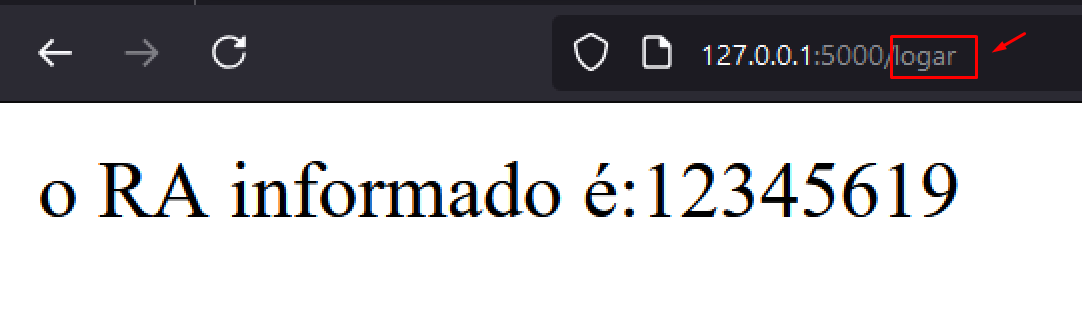 127.0.0.1:5000/logar
o RA informado é:12345619